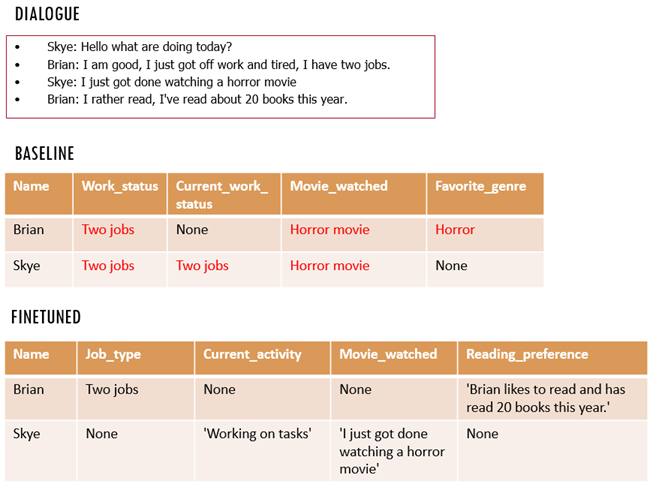 DIALOGUE
• Skye: Hello what are doing today?
• Brian: I am good, I just got off work and tired, I have two jobs.
• Skye: I just got done watching a horror movie
• Brian: I rather read, I've read about 20 books this year.
BASELINE
Name Work_status Current_work_ Movie_watched Favorite_genre
status
Brian Two jobs None Horror movie Horror
Skye Two jobs Two jobs Horror movie None
FINETUNED
Name Job_type Current_activity Movie_watched Reading_preference
Brian Two jobs None None 'Brian likes to read and has
read 20 books this year.'
Skye None 'Working on tasks' 'I just got done None
watching a horror
movie'